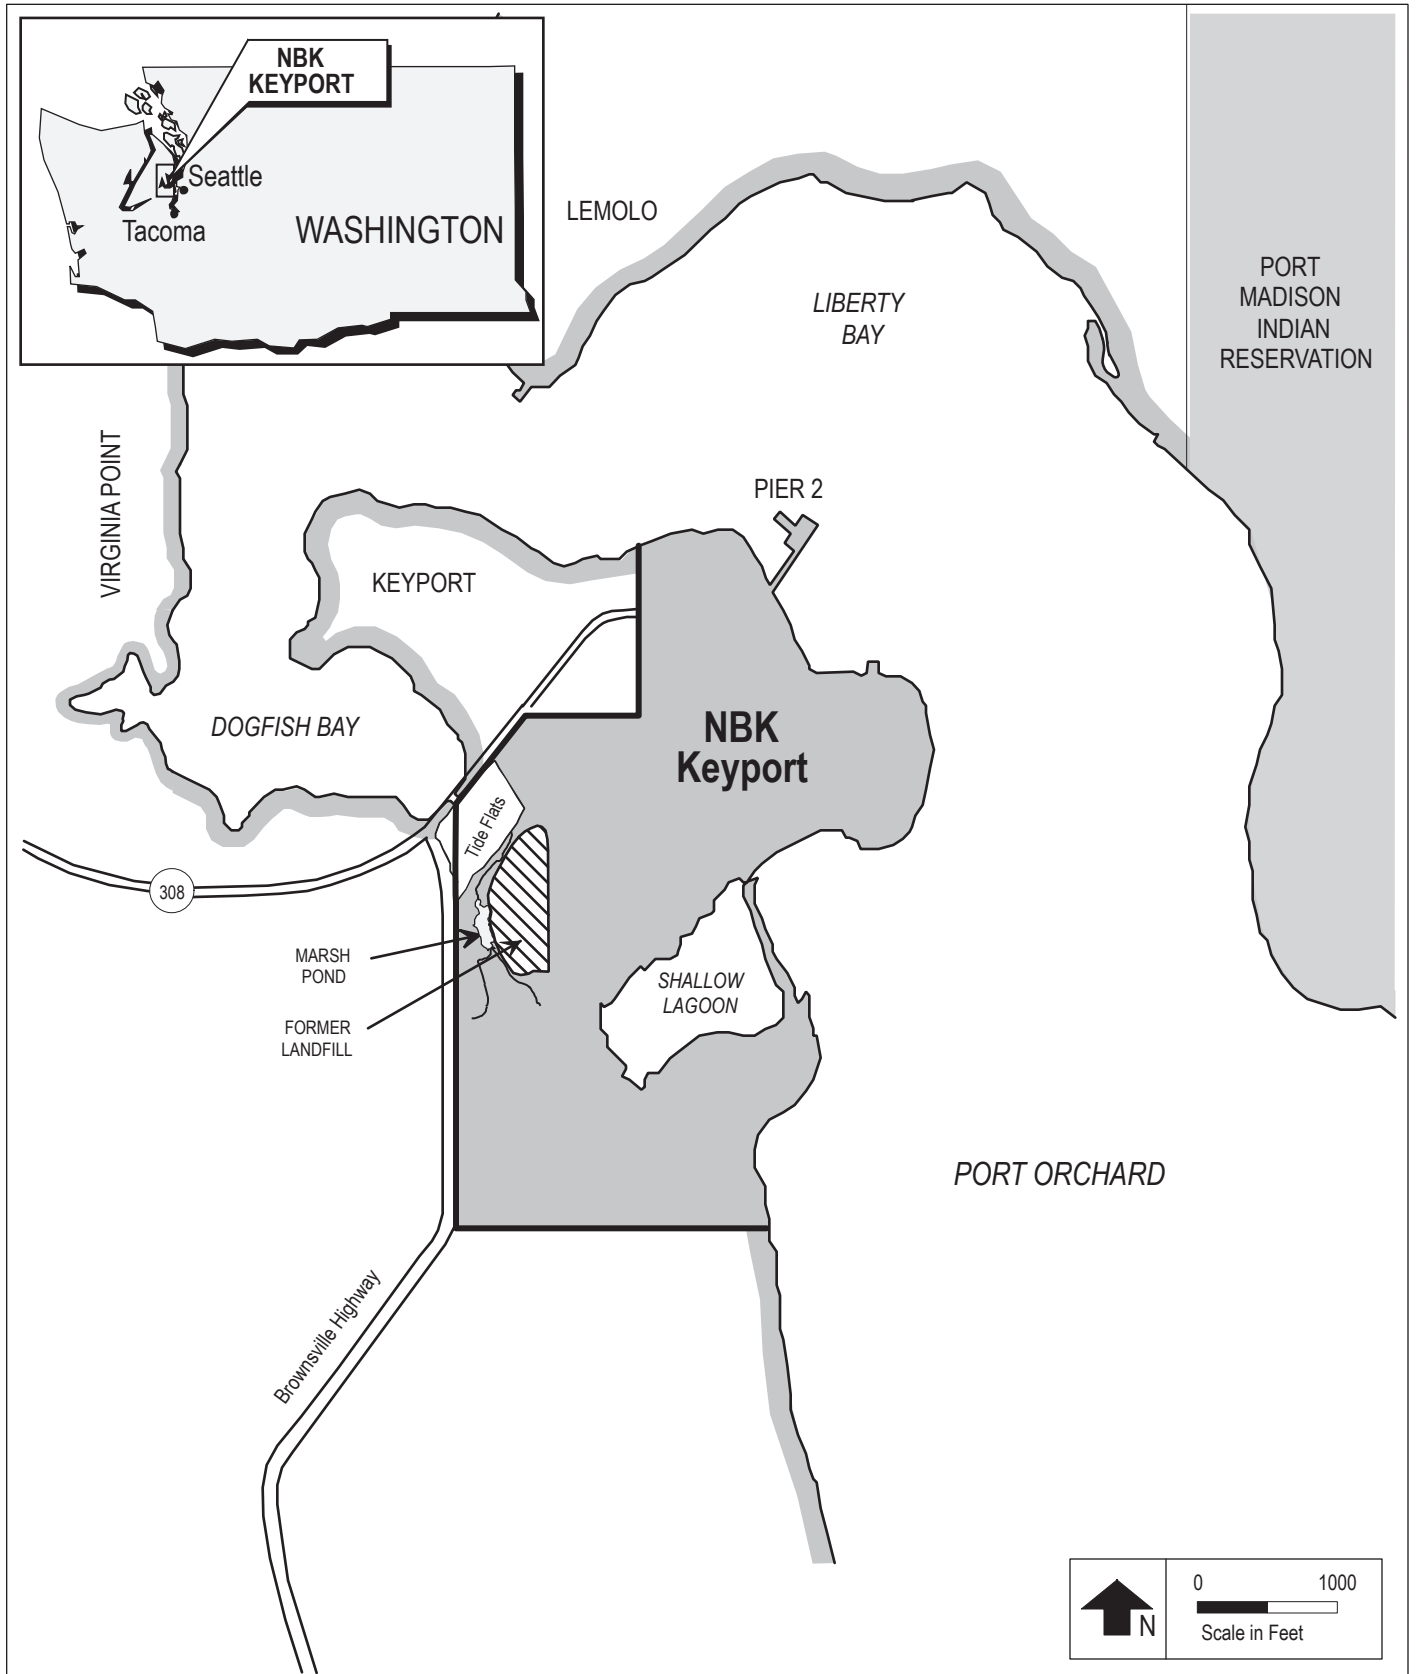 NBK
KEYPORT
Seattle
Tacoma
WASHINGTON
LEMOLO
LIBERTY
BAY
PORT
MADISON
INDIAN
RESERVATION
VIRGINIA POINT
PIER 2
KEYPORT
DOGFISH BAY
NBK
Keyport
Tide Flats
308
MARSH
POND
SHALLOW
LAGOON
FORMER
LANDFILL
PORT ORCHARD
Brownsville Highway
N
0 1000
Scale in Feet